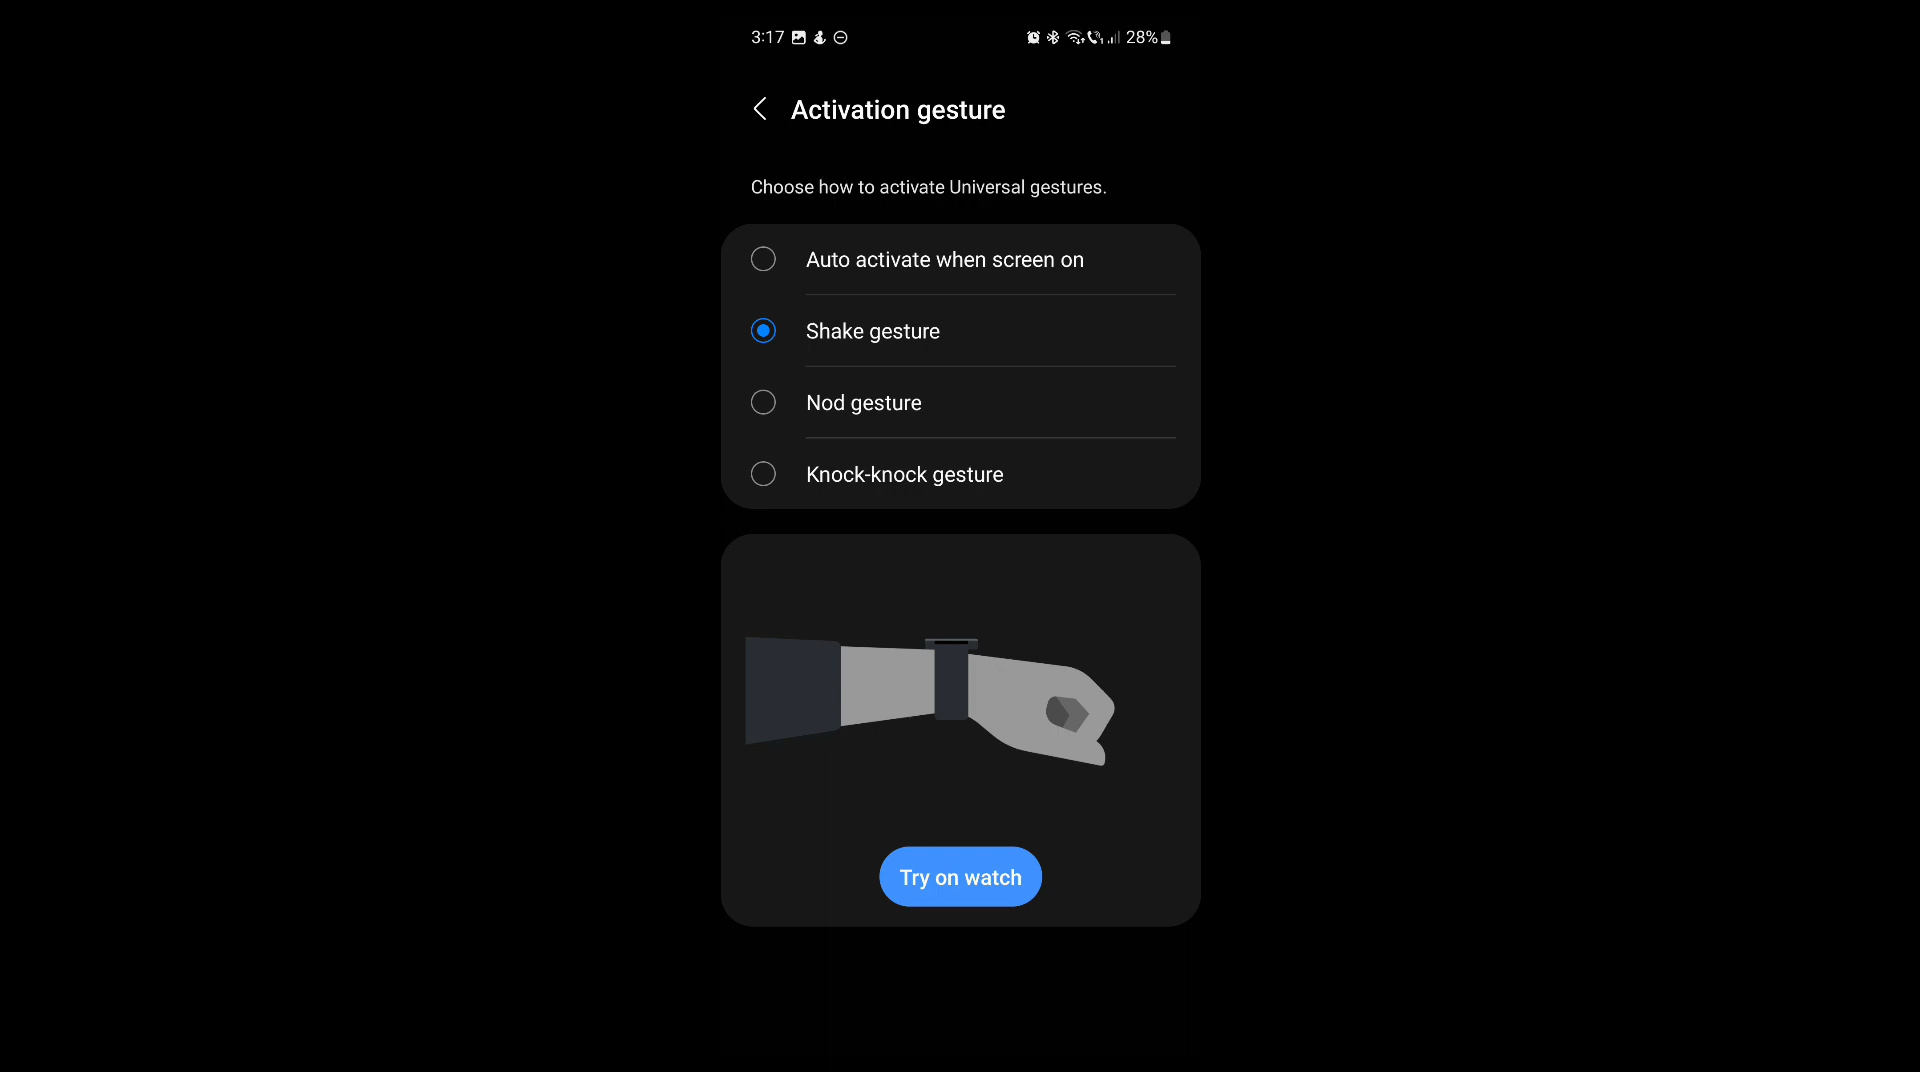 3:17 28%
Activation gesture
Choose how to activate Universal gestures.
Auto activate when screen on
Shake gesture
Nod gesture
Knock-knock gesture
Try on watch